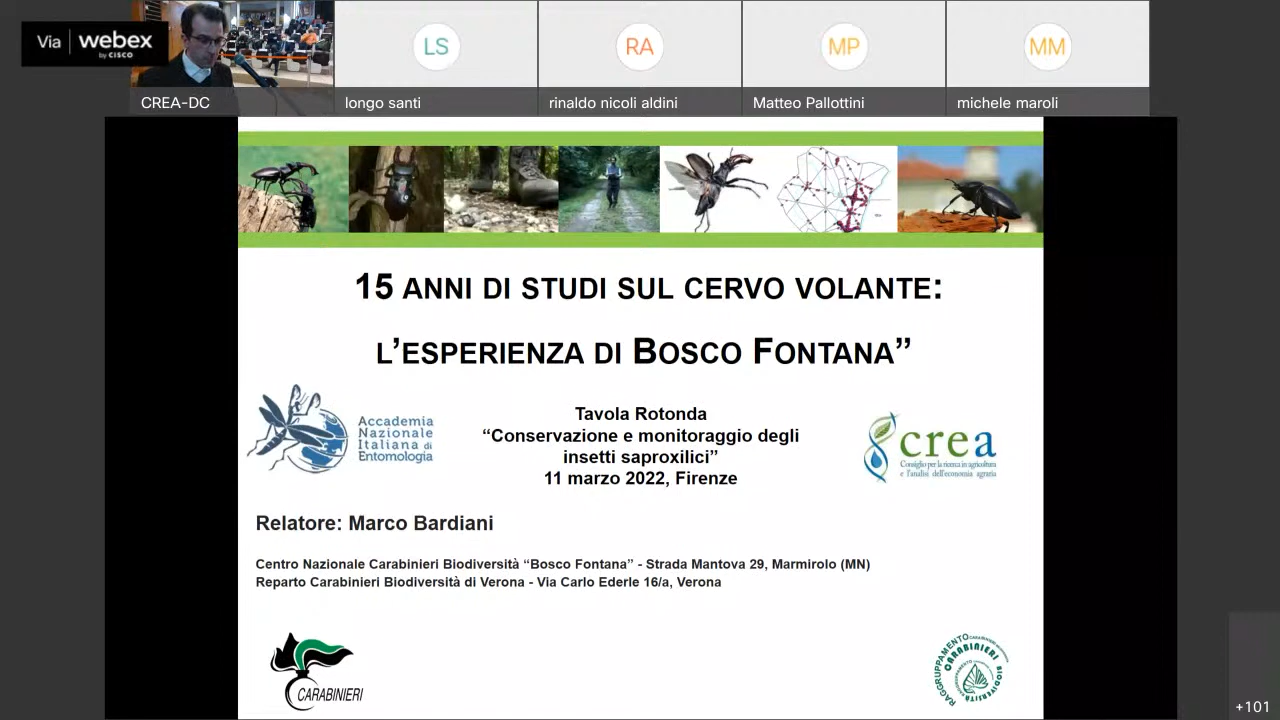 Via webex
by CISCO
LS
RA
MP
MM
CREA-DC
longo santi
rinaldo nicoli aldini
Matteo Pallottini
michele maroli
15 ANNI DI STUDI SUL CERVO VOLANTE:
L’ESPERIENZA DI BOSCO FONTANA”
Accademia
Nazionale
Italiana di
Entomologia
Tavola Rotonda
“Conservazione e monitoraggio degli
insetti saproxilici”
11 marzo 2022, Firenze
crea
Consiglio per la ricerca in agricoltura
e l'analisi dell'economia agraria
Relatore: Marco Bardiani
Centro Nazionale Carabinieri Biodiversità “Bosco Fontana” - Strada Mantova 29, Marmirolo (MN)
Reparto Carabinieri Biodiversità di Verona - Via Carlo Ederle 16/a, Verona
CARABINIERI
RAGGRUPPAMENTO
CARABINIERI
BIODIVERSITÀ
+101